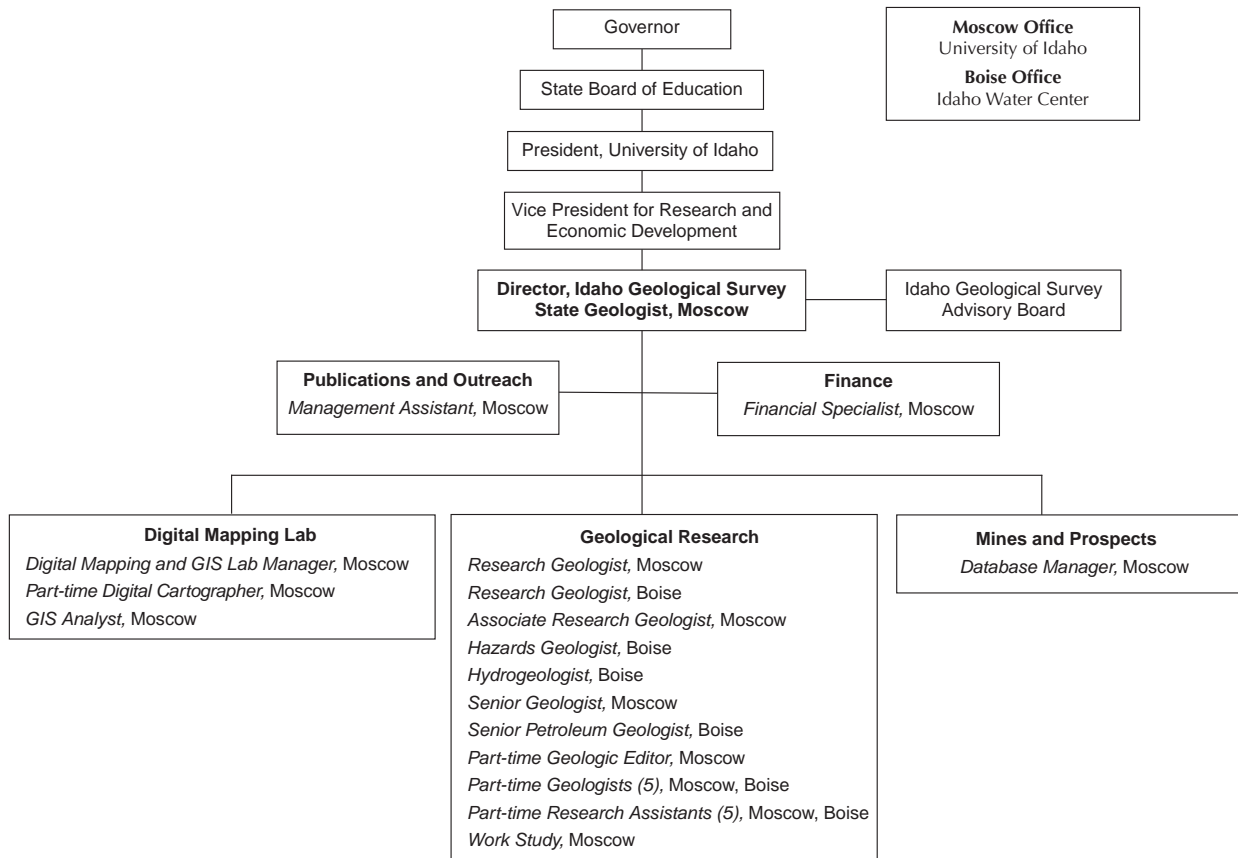 Governor
Moscow Office
University of Idaho
Boise Office
Idaho Water Center
State Board of Education
President, University of Idaho
Vice President for Research and
Economic Development
Director, Idaho Geological Survey
State Geologist, Moscow
Idaho Geological Survey
Advisory Board
Publications and Outreach
Management Assistant, Moscow
Finance
Financial Specialist, Moscow
Digital Mapping Lab
Digital Mapping and GIS Lab Manager, Moscow
Part-time Digital Cartographer, Moscow
GIS Analyst, Moscow
Geological Research
Research Geologist, Moscow
Research Geologist, Boise
Associate Research Geologist, Moscow
Hazards Geologist, Boise
Hydrogeologist, Boise
Senior Geologist, Moscow
Senior Petroleum Geologist, Boise
Part-time Geologic Editor, Moscow
Part-time Geologists (5), Moscow, Boise
Part-time Research Assistants (5), Moscow, Boise
Work Study, Moscow
Mines and Prospects
Database Manager, Moscow